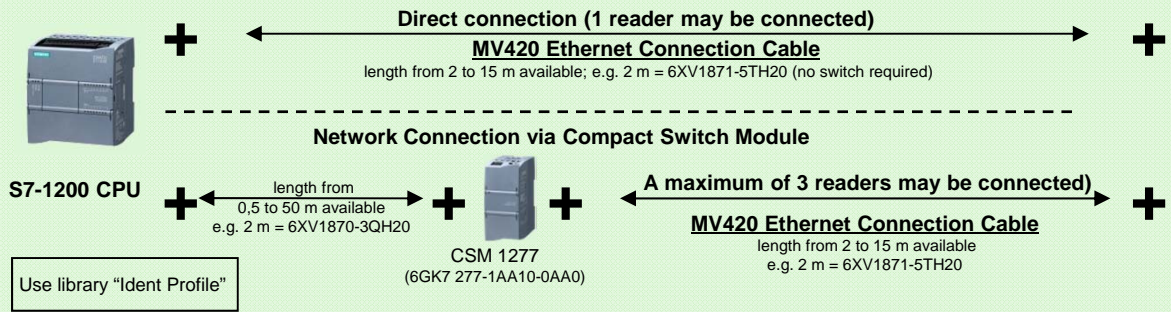 Direct connection (1 reader may be connected)
MV420 Ethernet Connection Cable
length from 2 to 15 m available; e.g. 2 m = 6XV1871-5TH20 (no switch required)
Network Connection via Compact Switch Module
S7-1200 CPU
length from
0,5 to 50 m available
e.g. 2 m = 6XV1870-3QH20
CSM 1277
(6GK7 277-1AA10-0AA0)
A maximum of 3 readers may be connected)
MV420 Ethernet Connection Cable
length from 2 to 15 m available
e.g. 2 m = 6XV1871-5TH20
Use library “Ident Profile”